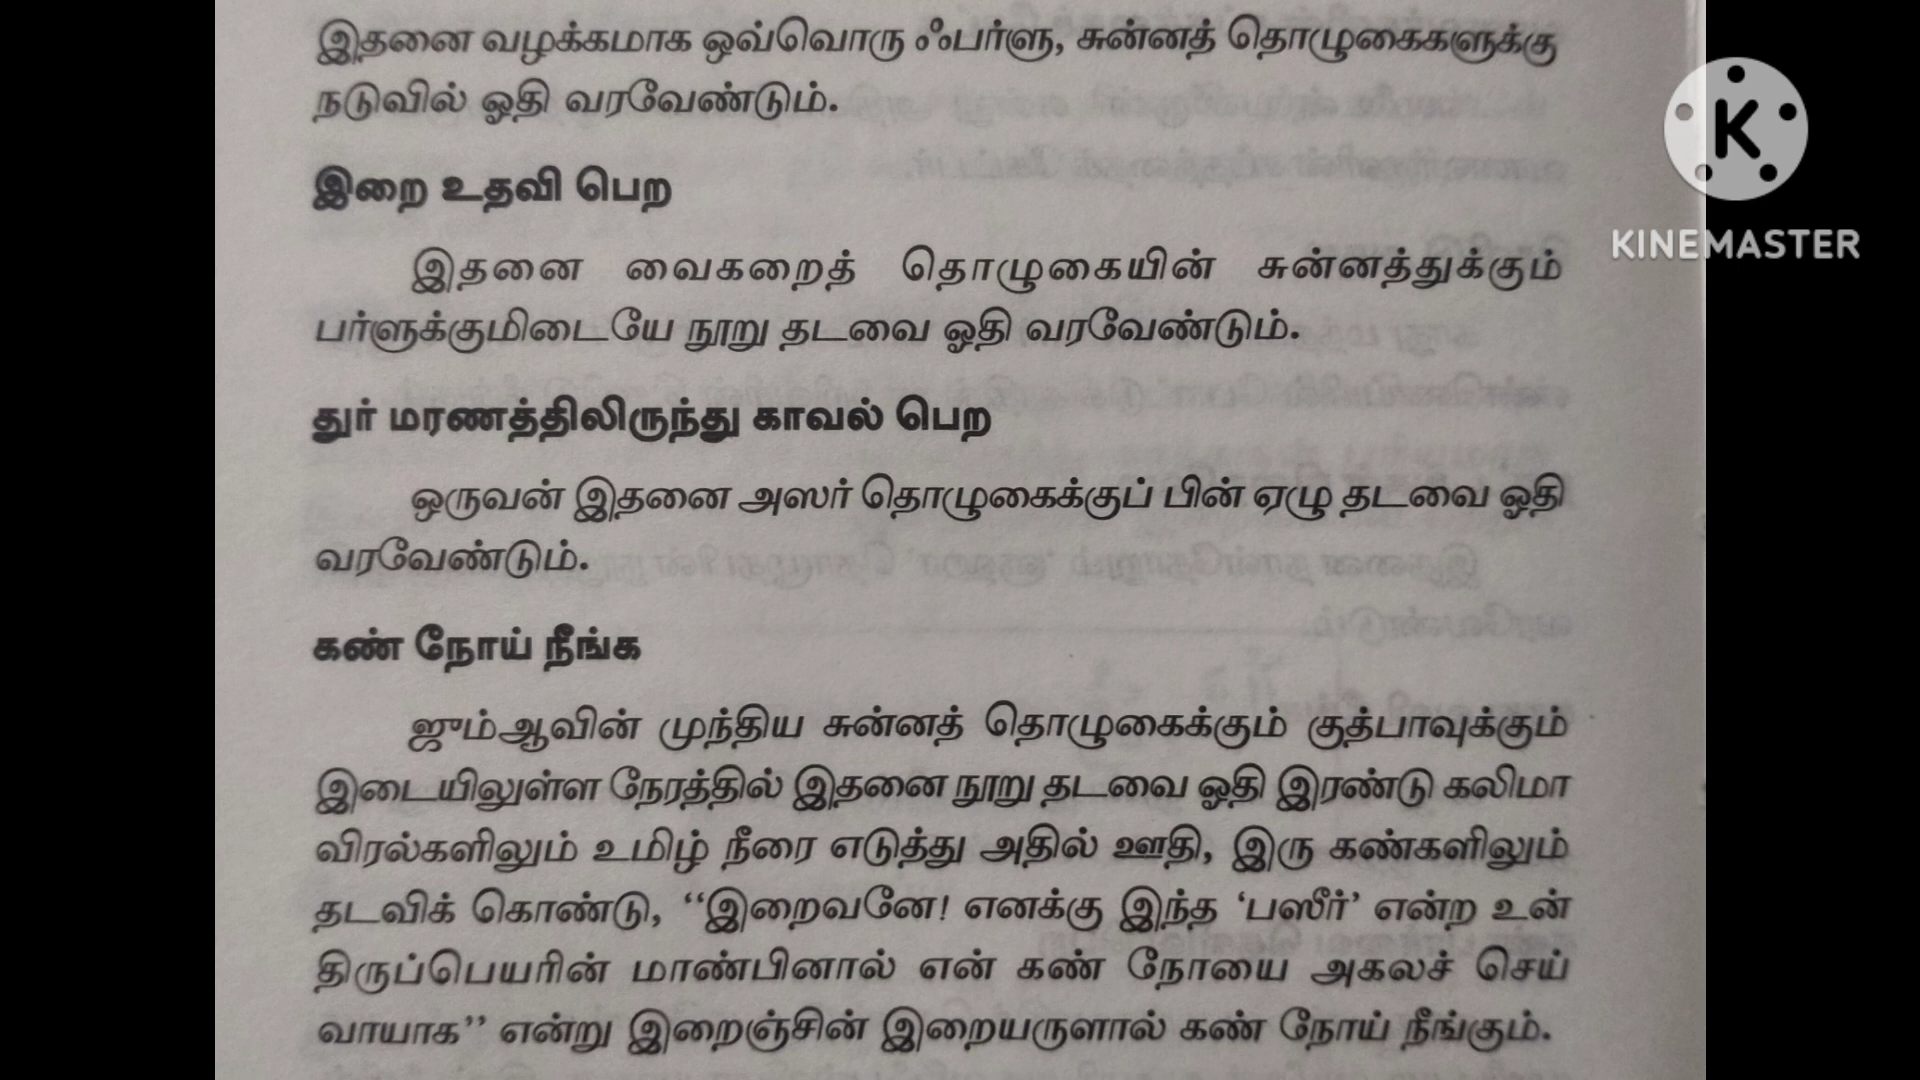 இதனை வழக்கமாக ஒவ்வொரு ஃபர்ளு, சுன்னத் தொழுகைகளுக்கு
நடுவில் ஓதி வரவேண்டும்.
இறை உதவி பெற
இதனை வைகறைத் தொழுகையின் சுன்னத்துக்கும்
பர்ளுக்குமிடையே நூறு தடவை ஓதி வரவேண்டும்.
துர் மரணத்திலிருந்து காவல் பெற
ஒருவன் இதனை அஸர் தொழுகைக்குப் பின் ஏழு தடவை ஓதி
வரவேண்டும்.
கண் நோய் நீங்க
ஜும்ஆவின் முந்திய சுன்னத் தொழுகைக்கும் குத்பாவுக்கும்
இடையிலுள்ள நேரத்தில் இதனை நூறு தடவை ஓதி இரண்டு கலிமா
விரல்களிலும் உமிழ் நீரை எடுத்து அதில் ஊதி, இரு கண்களிலும்
தடவிக் கொண்டு, “இறைவனே! எனக்கு இந்த ‘பஸீர்’ என்ற உன்
திருப்பெயரின் மாண்பினால் என் கண் நோயை அகலச் செய்
வாயாக” என்று இறைஞ்சின் இறையருளால் கண் நோய் நீங்கும்.
K
KINEMASTER